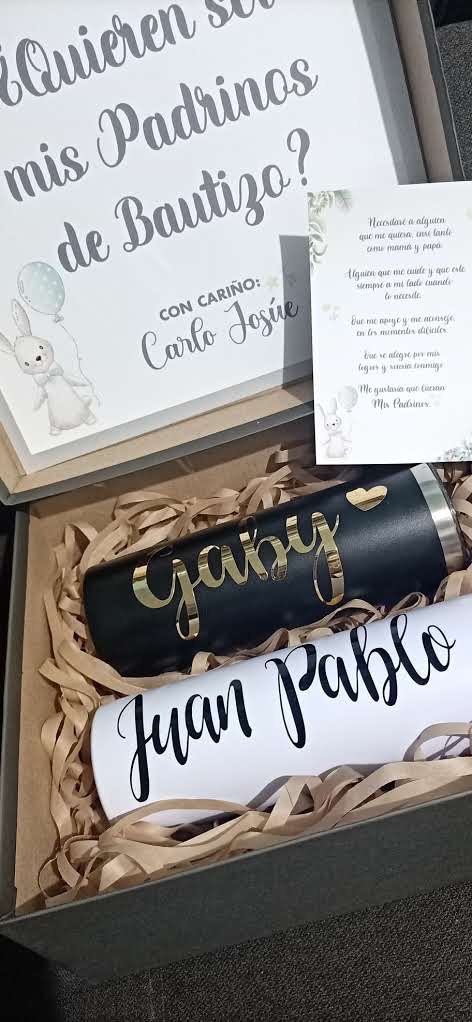 ¿Quieren ser
mis Padrinos
de Bautizo?
CON CARIÑO:
Carlo Josúe
Necesitaré a alguien
que me quiera, casi tanto
como mamá y papá.
Alguien que me cuide y que esté
siempre a mi lado cuando
lo necesite.
Que me apoye y me aconseje,
en los momentos difíciles.
Que se alegre por mis
logros y sonría conmigo.
Me gustaría que fueran
Mis Padrinos.
Gaby
Juan Pablo